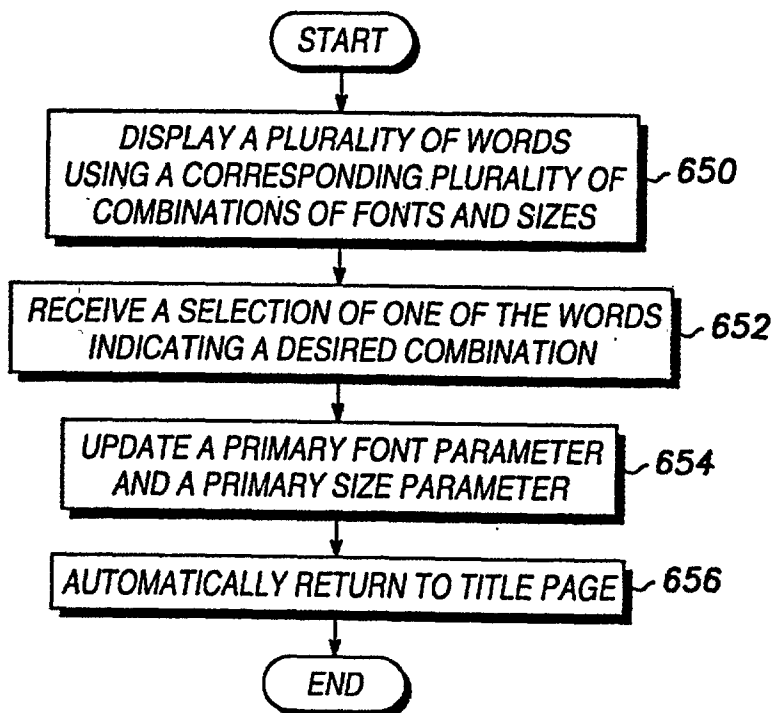 START
DISPLAY A PLURALITY OF WORDS
USING A CORRESPONDING PLURALITY OF
COMBINATIONS OF FONTS AND SIZES
650
RECEIVE A SELECTION OF ONE OF THE WORDS
INDICATING A DESIRED COMBINATION
652
UPDATE A PRIMARY FONT PARAMETER
AND A PRIMARY SIZE PARAMETER
654
AUTOMATICALLY RETURN TO TITLE PAGE
656
END